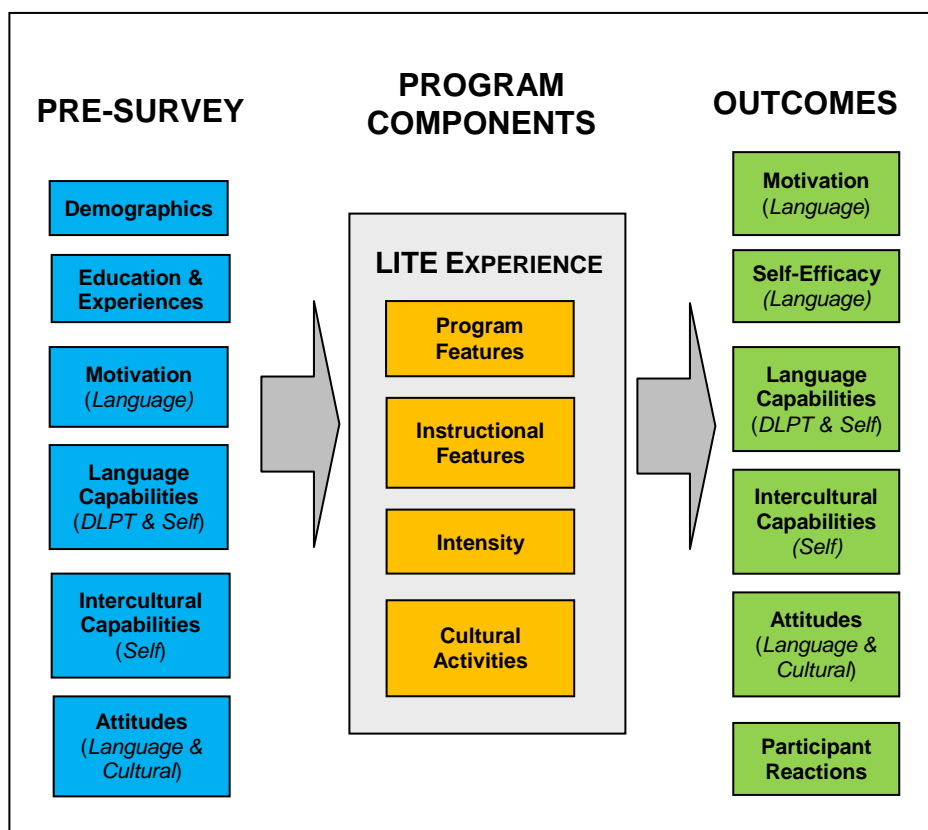 PRE-SURVEY
Demographics
Education &
Experiences
Motivation
(Language)
Language
Capabilities
(DLPT & Self)
Intercultural
Capabilities
(Self)
Attitudes
(Language &
Cultural)
PROGRAM
COMPONENTS
LITE EXPERIENCE
Program
Features
Instructional
Features
Intensity
Cultural
Activities
OUTCOMES
Motivation
(Language)
Self-Efficacy
(Language)
Language
Capabilities
(DLPT & Self)
Intercultural
Capabilities
(Self)
Attitudes
(Language &
Cultural)
Participant
Reactions